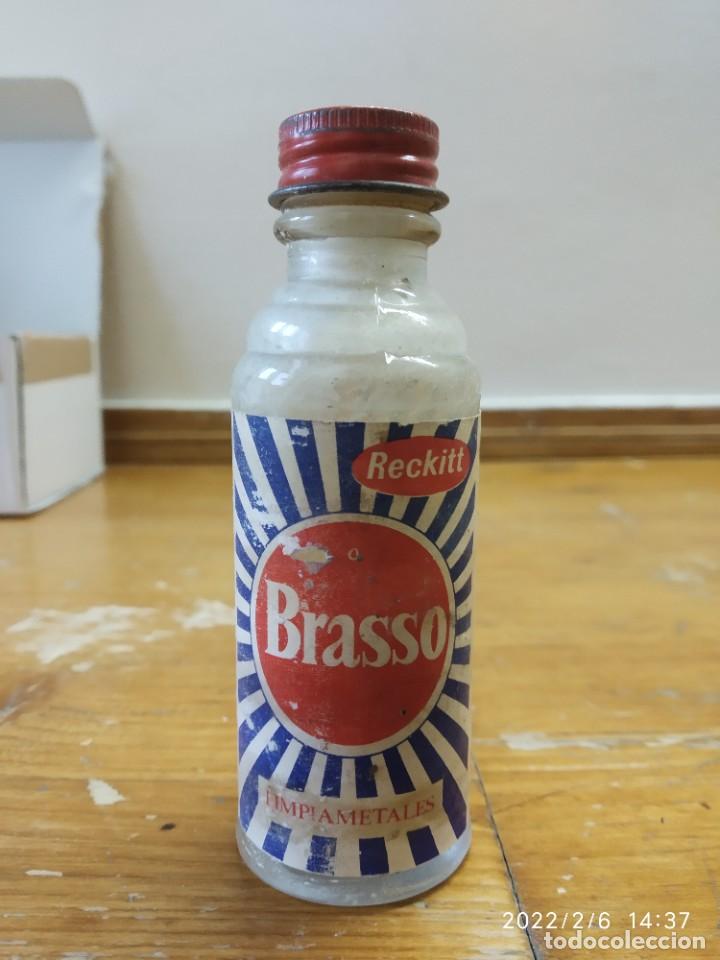 Reckitt
Brasso
LIMPIAMETALES
2022/2/6 14:37
todocoleccion